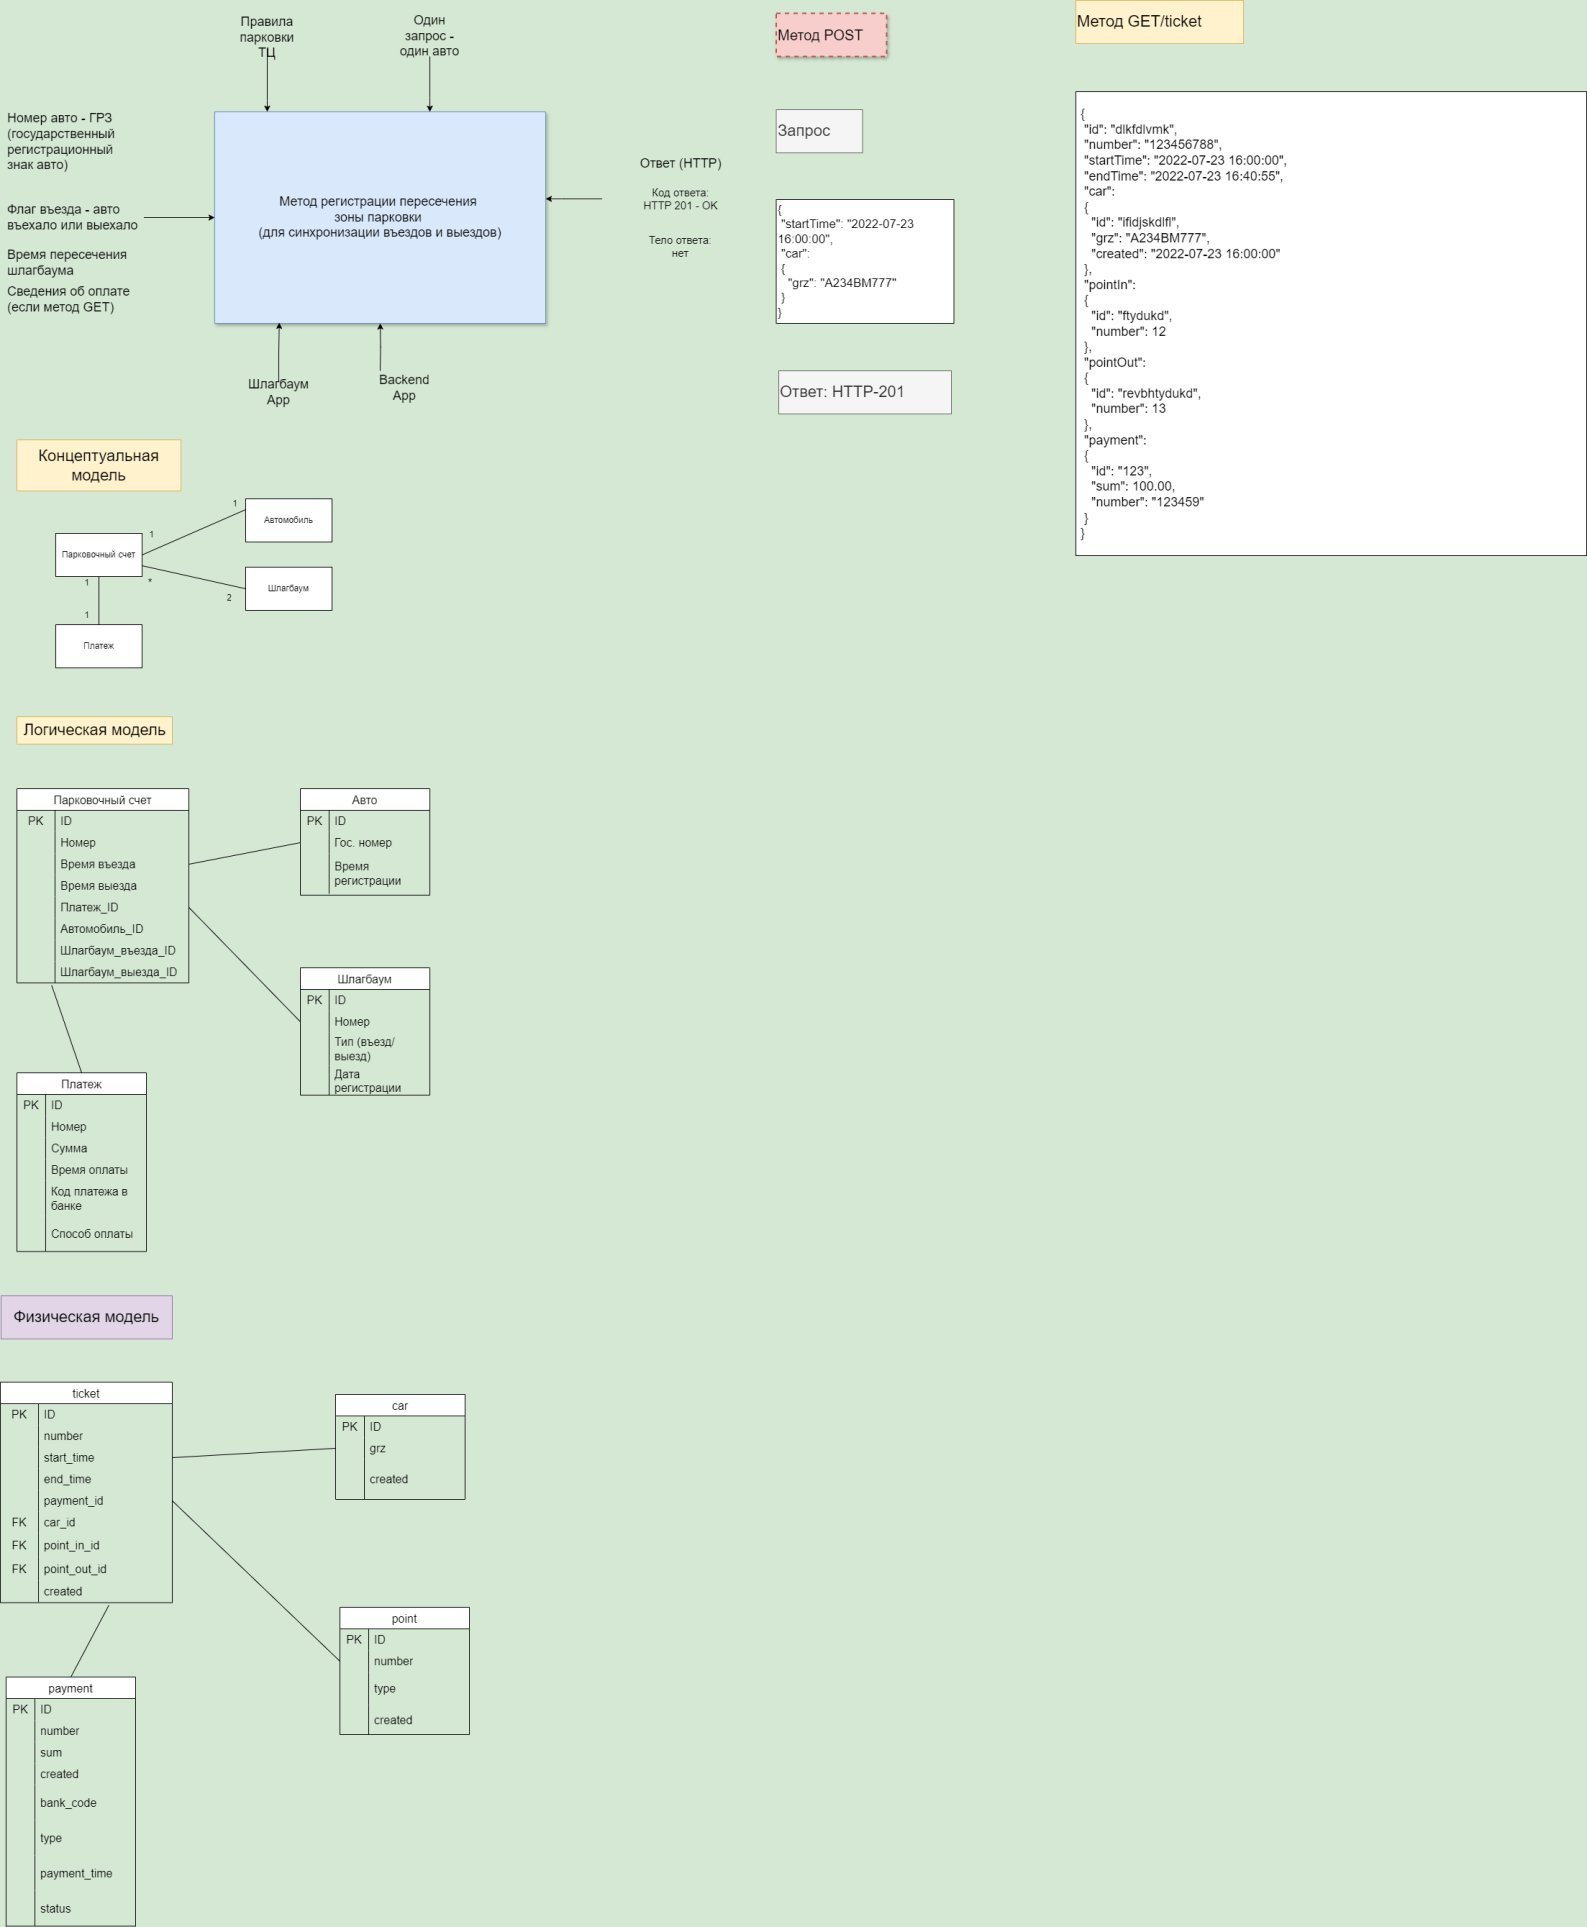 Правила
парковки
ТЦ
Один
запрос -
один авто
Номер авто - ГРЗ
(государственный
регистрационный
знак авто)
Флаг въезда - авто
въехало или выехало
Время пересечения
шлагбаума
Сведения об оплате
(если метод GET)
Метод регистрации пересечения
зоны парковки
(для синхронизации въездов и выездов)
Ответ (HTTP)
Код ответа:
HTTP 201 - OK
Тело ответа:
нет
Шлагбаум
App
Backend
App
Метод POST
Запрос
{
"startTime": "2022-07-23
16:00:00",
"car":
{
"grz": "A234BM777"
}
}
Ответ: HTTP-201
Метод GET/ticket
{
"id": "dlkfdlvmk",
"number": "123456788",
"startTime": "2022-07-23 16:00:00",
"endTime": "2022-07-23 16:40:55",
"car":
{
"id": "ifidjskdlfl",
"grz": "A234BM777",
"created": "2022-07-23 16:00:00"
},
"pointIn":
{
"id": "ftydukd",
"number": 12
},
"pointOut":
{
"id": "revbhtydukd",
"number": 13
},
"payment":
{
"id": "123",
"sum": 100.00,
"number": "123459"
}
}
Концептуальная
модель
1
Автомобиль
1
Парковочный счет
*
2
Шлагбаум
1
1
Платеж
Логическая модель
Парковочный счет
PK ID
Номер
Время въезда
Время выезда
Платеж_ID
Автомобиль_ID
Шлагбаум_въезда_ID
Шлагбаум_выезда_ID
Авто
PK ID
Гос. номер
Время
регистрации
Шлагбаум
PK ID
Номер
Тип (въезд/
выезд)
Дата
регистрации
Платеж
PK ID
Номер
Сумма
Время оплаты
Код платежа в
банке
Способ оплаты
Физическая модель
ticket
PK ID
number
start_time
end_time
payment_id
FK car_id
FK point_in_id
FK point_out_id
created
car
PK ID
grz
created
point
PK ID
number
type
created
payment
PK ID
number
sum
created
bank_code
type
payment_time
status